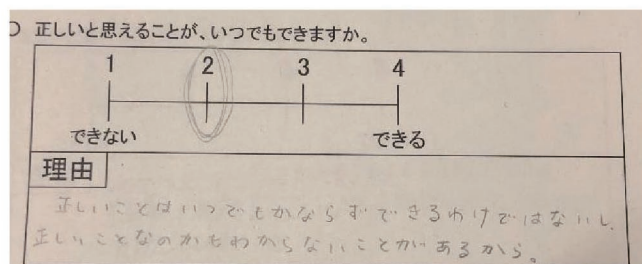 正しいと思えることが、いつでもできますか。
1 2 3 4
できない できる
理由
正しいことはいつでもかならずできるわけではないし、
正しいことなのかもわからないことがあるから。